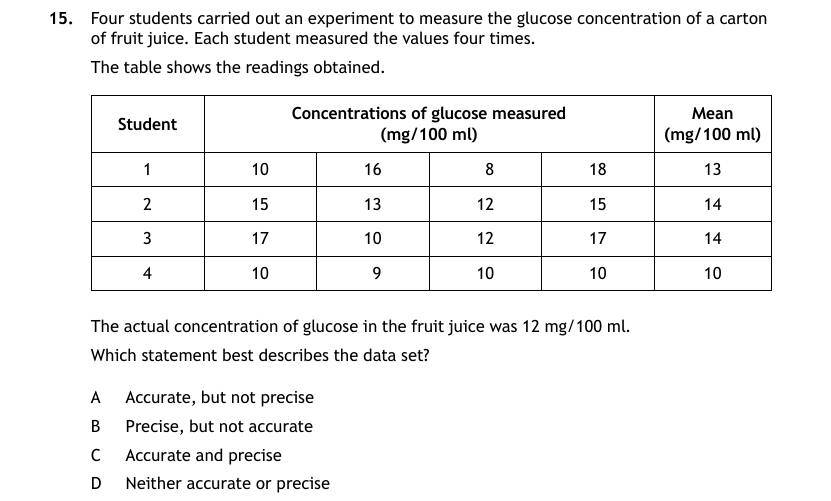 15. Four students carried out an experiment to measure the glucose concentration of a carton
of fruit juice. Each student measured the values four times.
The table shows the readings obtained.
Student Concentrations of glucose measured (mg/100 ml) Mean (mg/100 ml)
1 10 16 8 18 13
2 15 13 12 15 14
3 17 10 12 17 14
4 10 9 10 10 10
The actual concentration of glucose in the fruit juice was 12 mg/100 ml.
Which statement best describes the data set?
A Accurate, but not precise
B Precise, but not accurate
C Accurate and precise
D Neither accurate or precise